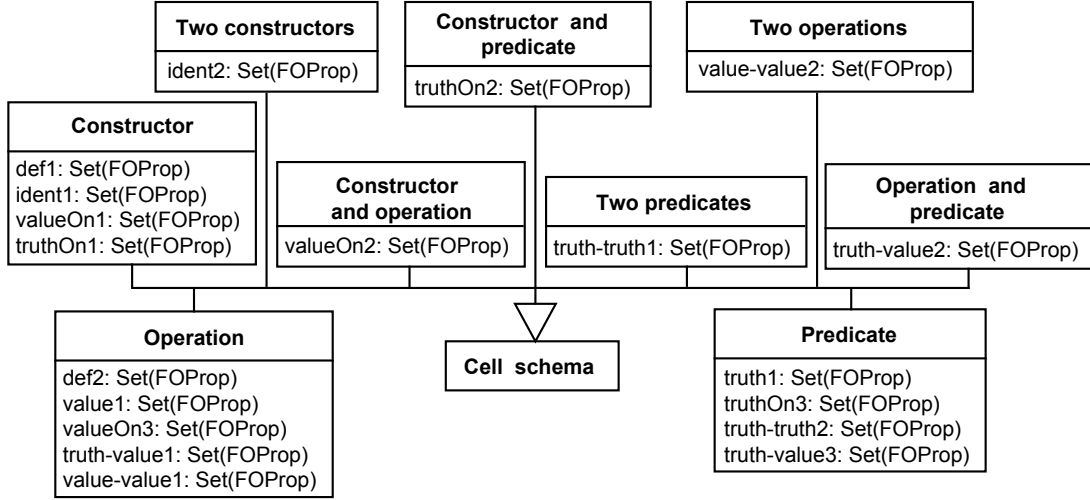 Two constructors
ident2: Set(FOProp)
Constructor and
predicate
truthOn2: Set(FOProp)
Two operations
value-value2: Set(FOProp)
Constructor
def1: Set(FOProp)
ident1: Set(FOProp)
valueOn1: Set(FOProp)
truthOn1: Set(FOProp)
Constructor
and operation
valueOn2: Set(FOProp)
Two predicates
truth-truth1: Set(FOProp)
Operation and
predicate
truth-value2: Set(FOProp)
Operation
def2: Set(FOProp)
value1: Set(FOProp)
valueOn3: Set(FOProp)
truth-value1: Set(FOProp)
value-value1: Set(FOProp)
Cell schema
Predicate
truth1: Set(FOProp)
truthOn3: Set(FOProp)
truth-truth2: Set(FOProp)
truth-value3: Set(FOProp)